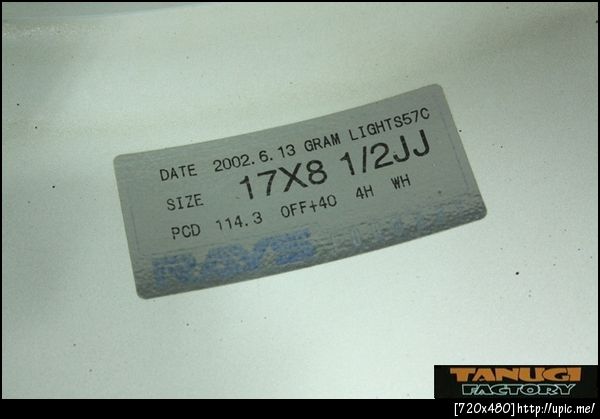 DATE 2002.6.13 GRAM LIGHTS57C
SIZE 17X8 1/2JJ
PCD 114.3 OFF+40 4H WH
RAYS
TANUGI
FACTORY
[720x480]http://upic.me/